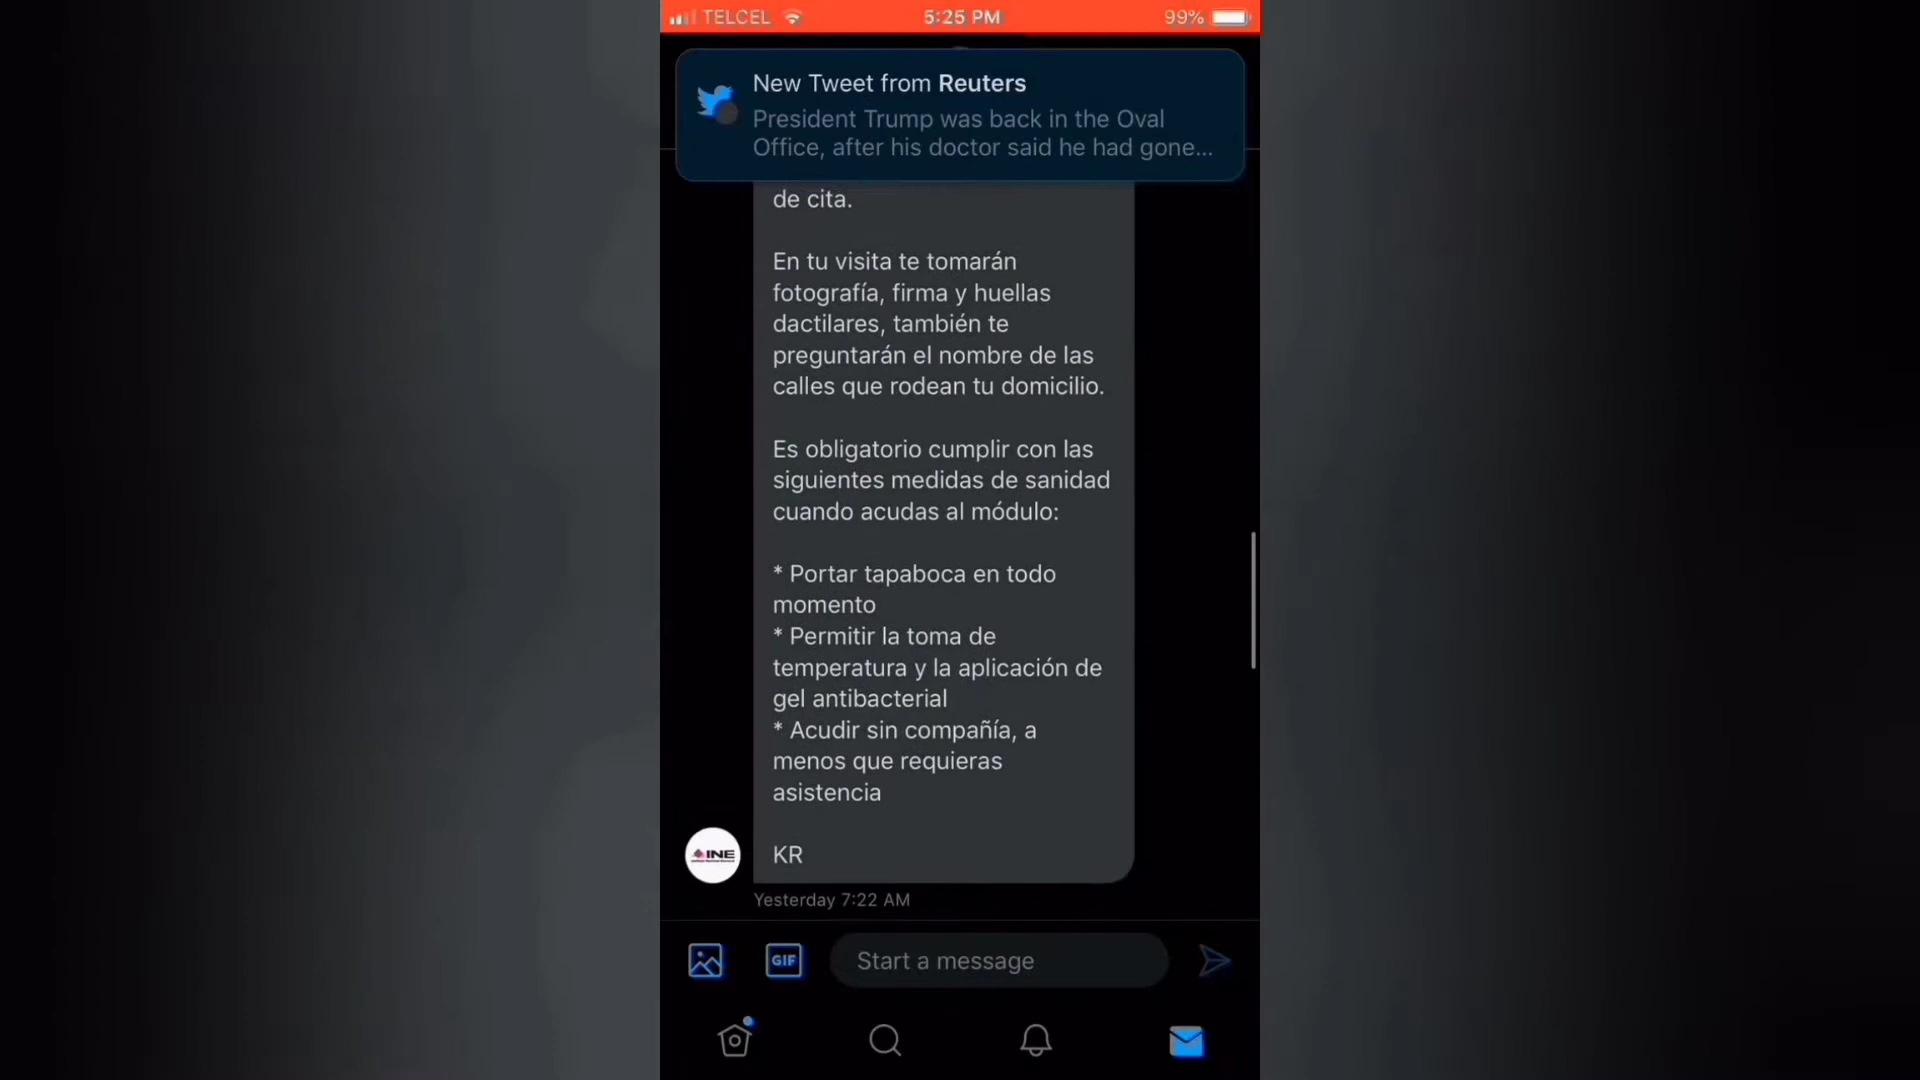 TELCEL 5:25 PM 99%
New Tweet from Reuters
President Trump was back in the Oval
Office, after his doctor said he had gone...
de cita.
En tu visita te tomarán
fotografía, firma y huellas
dactilares, también te
preguntarán el nombre de las
calles que rodean tu domicilio.
Es obligatorio cumplir con las
siguientes medidas de sanidad
cuando acudas al módulo:
* Portar tapaboca en todo
momento
* Permitir la toma de
temperatura y la aplicación de
gel antibacterial
* Acudir sin compañía, a
menos que requieras
asistencia
KR
INE
Yesterday 7:22 AM
GIF
Start a message